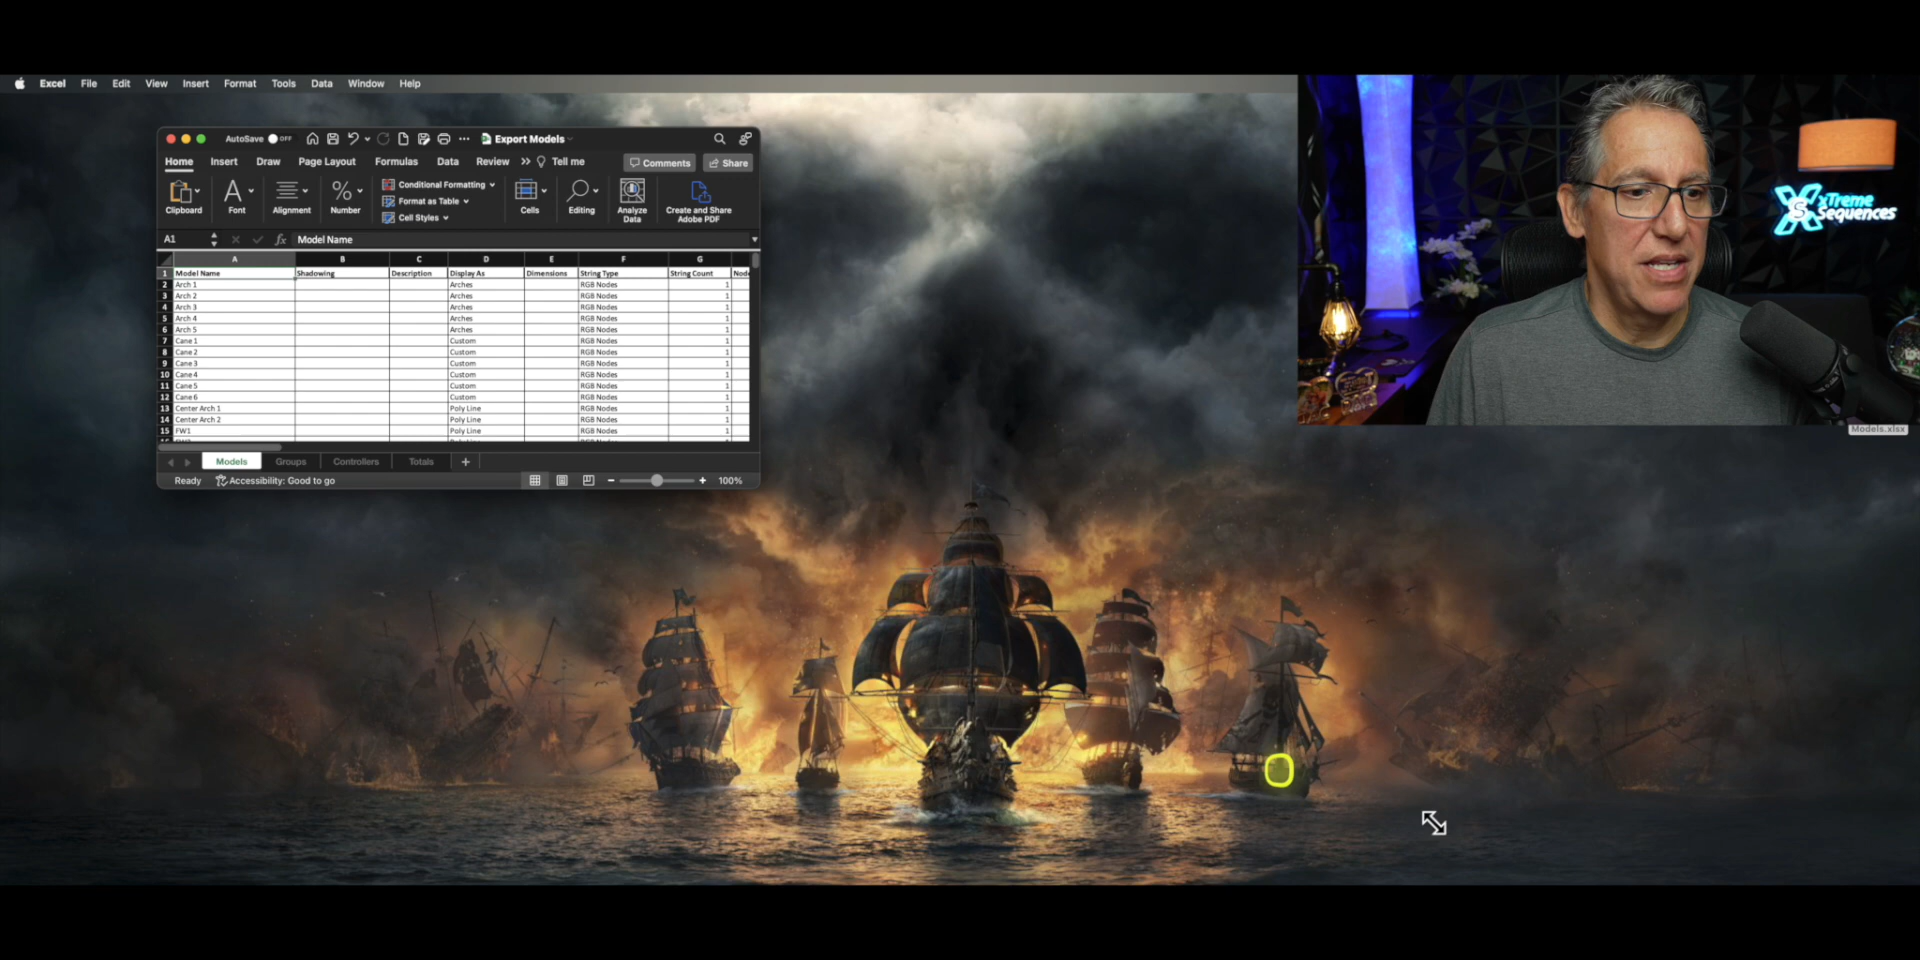 Excel File Edit View Insert Format Tools Data Window Help
AutoSave OFF Export Models
Home Insert Draw Page Layout Formulas Data Review Tell me Comments Share
Clipboard Font Alignment Number Conditional Formatting Format as Table Cell Styles Cells Editing Analyze Data Create and Share Adobe PDF
A1 fx Model Name
A B C D E F G
1 Model Name Shadowing Description Display As Dimensions String Type String Count Node
2 Arch 1 Arches RGB Nodes 1
3 Arch 2 Arches RGB Nodes 1
4 Arch 3 Arches RGB Nodes 1
5 Arch 4 Arches RGB Nodes 1
6 Arch 5 Arches RGB Nodes 1
7 Cane 1 Custom RGB Nodes 1
8 Cane 2 Custom RGB Nodes 1
9 Cane 3 Custom RGB Nodes 1
10 Cane 4 Custom RGB Nodes 1
11 Cane 5 Custom RGB Nodes 1
12 Cane 6 Custom RGB Nodes 1
13 Center Arch 1 Poly Line RGB Nodes 1
14 Center Arch 2 Poly Line RGB Nodes 1
15 FW1 Poly Line RGB Nodes 1
Models Groups Controllers Totals +
Ready Accessibility: Good to go 100%
xTreme
Sequences
Models.xlsx